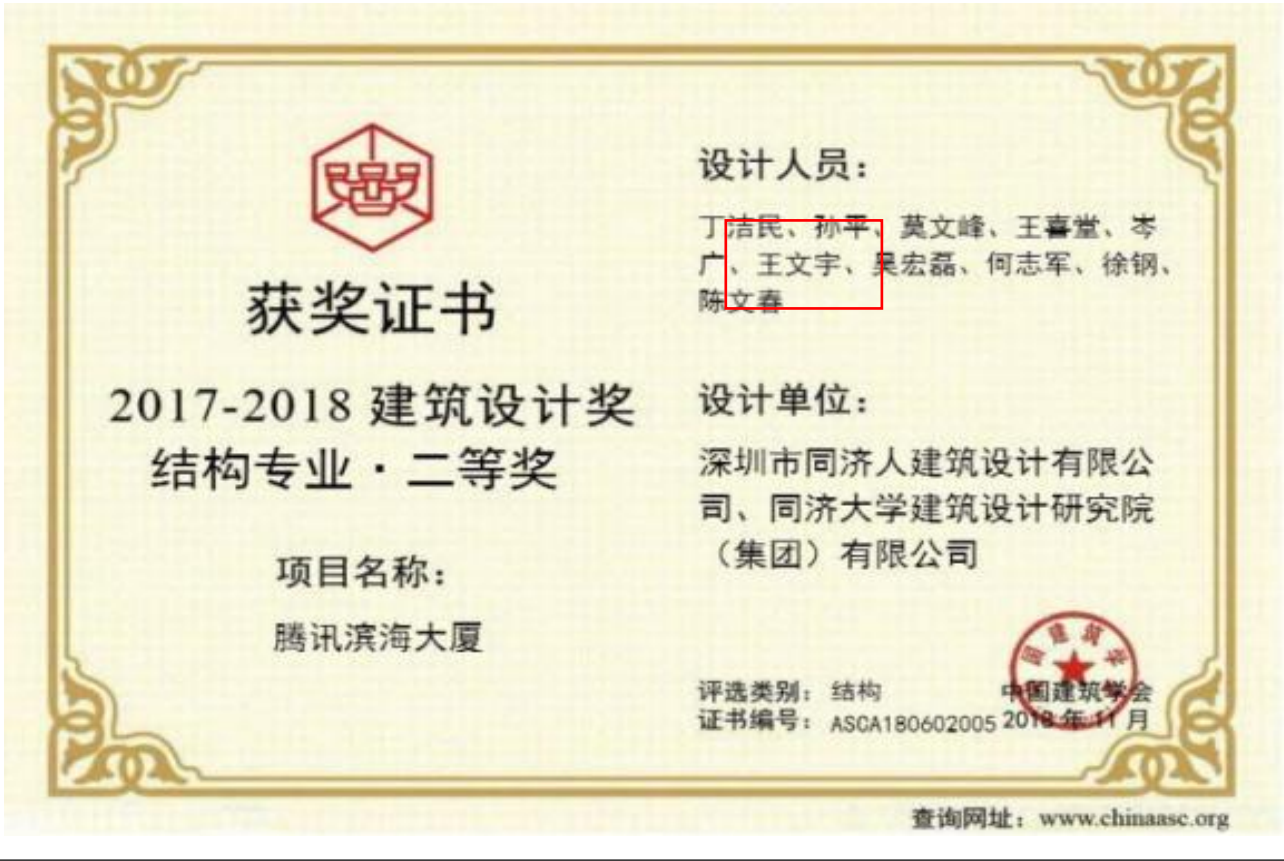 获奖证书
2017-2018 建筑设计奖
结构专业·二等奖
项目名称：
腾讯滨海大厦
设计人员：
丁洁民、孙平、莫文峰、王喜堂、岑
广、王文宇、吴宏磊、何志军、徐钢、
陈文春
设计单位：
深圳市同济人建筑设计有限公
司、同济大学建筑设计研究院
（集团）有限公司
评选类别：结构
证书编号：ASCA180602005
中国建筑学会
2018 年 11 月
国建筑学
查询网址：www.chinaasc.org